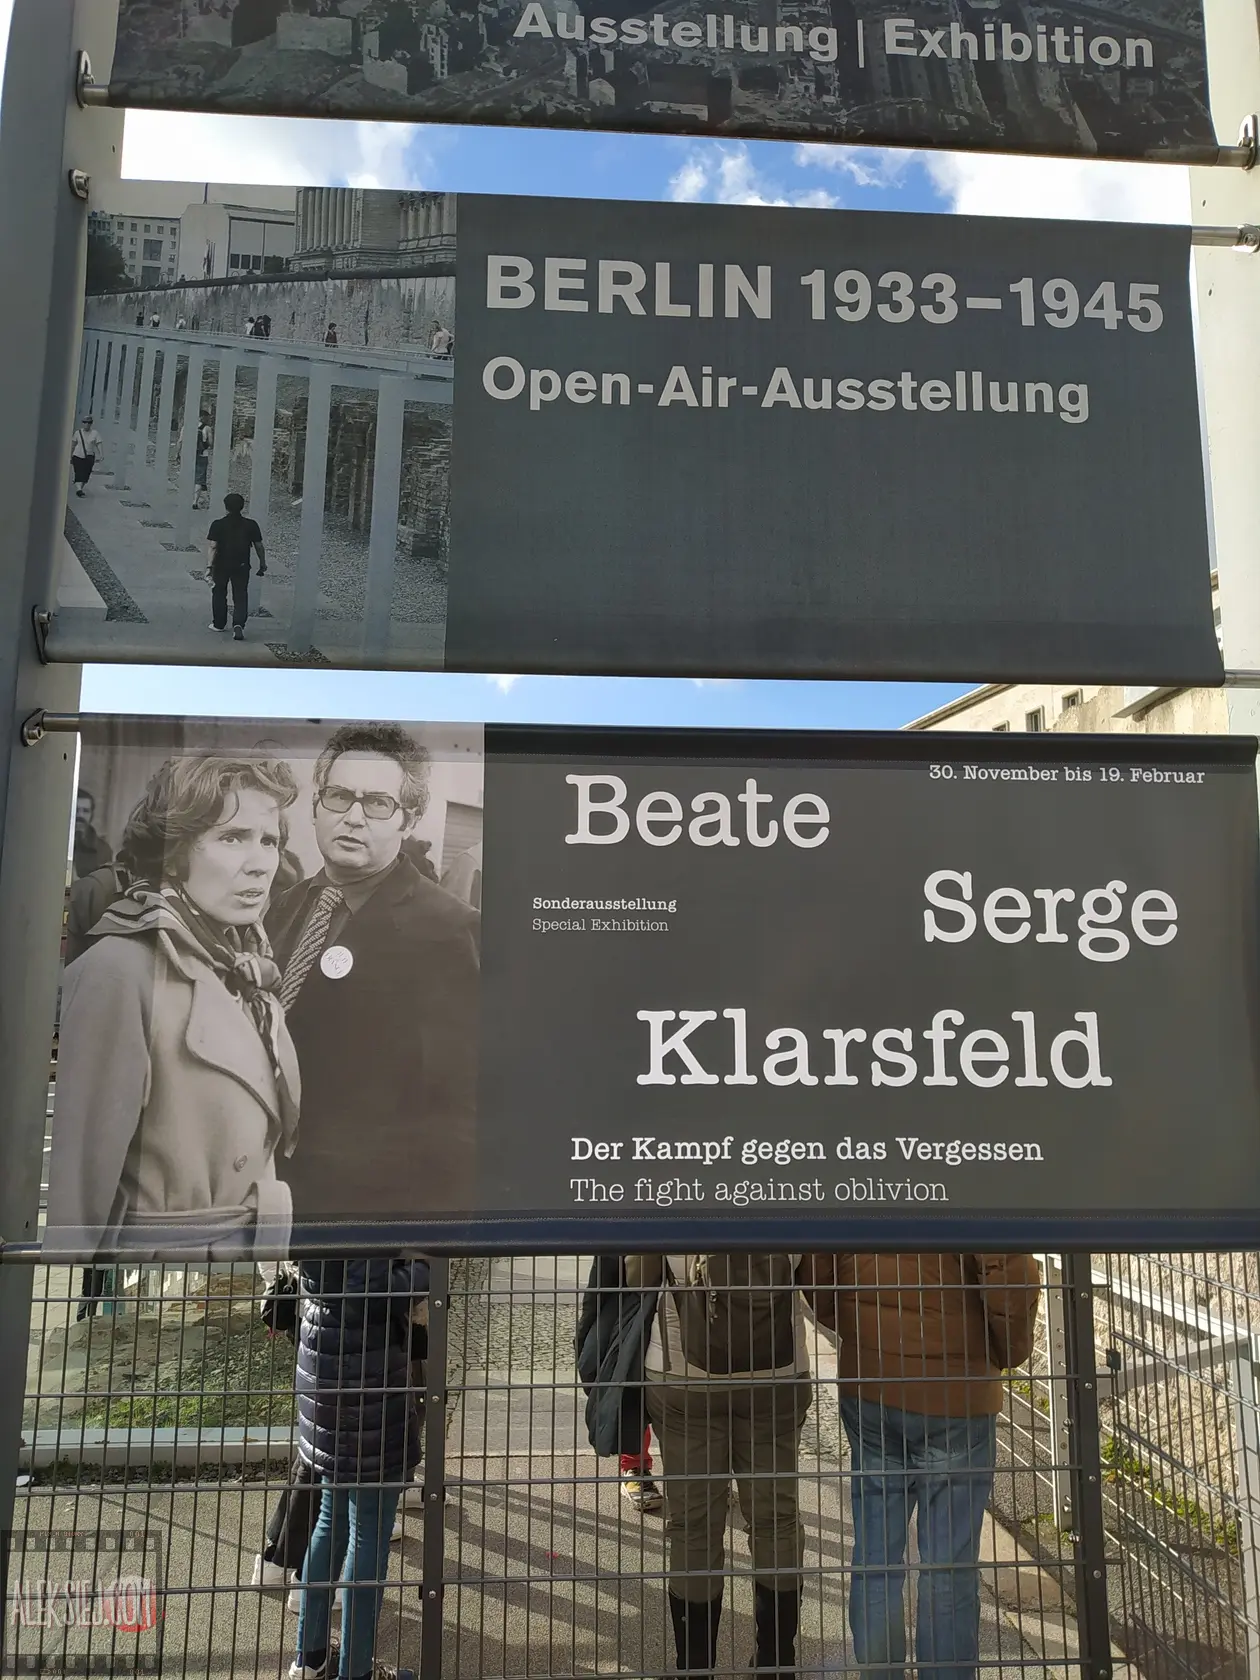 Ausstellung | Exhibition
BERLIN 1933–1945
Open-Air-Ausstellung
30. November bis 19. Februar
Beate
Serge
Sonderausstellung
Special Exhibition
Klarsfeld
Der Kampf gegen das Vergessen
The fight against oblivion
ALEKSIEJ.COM